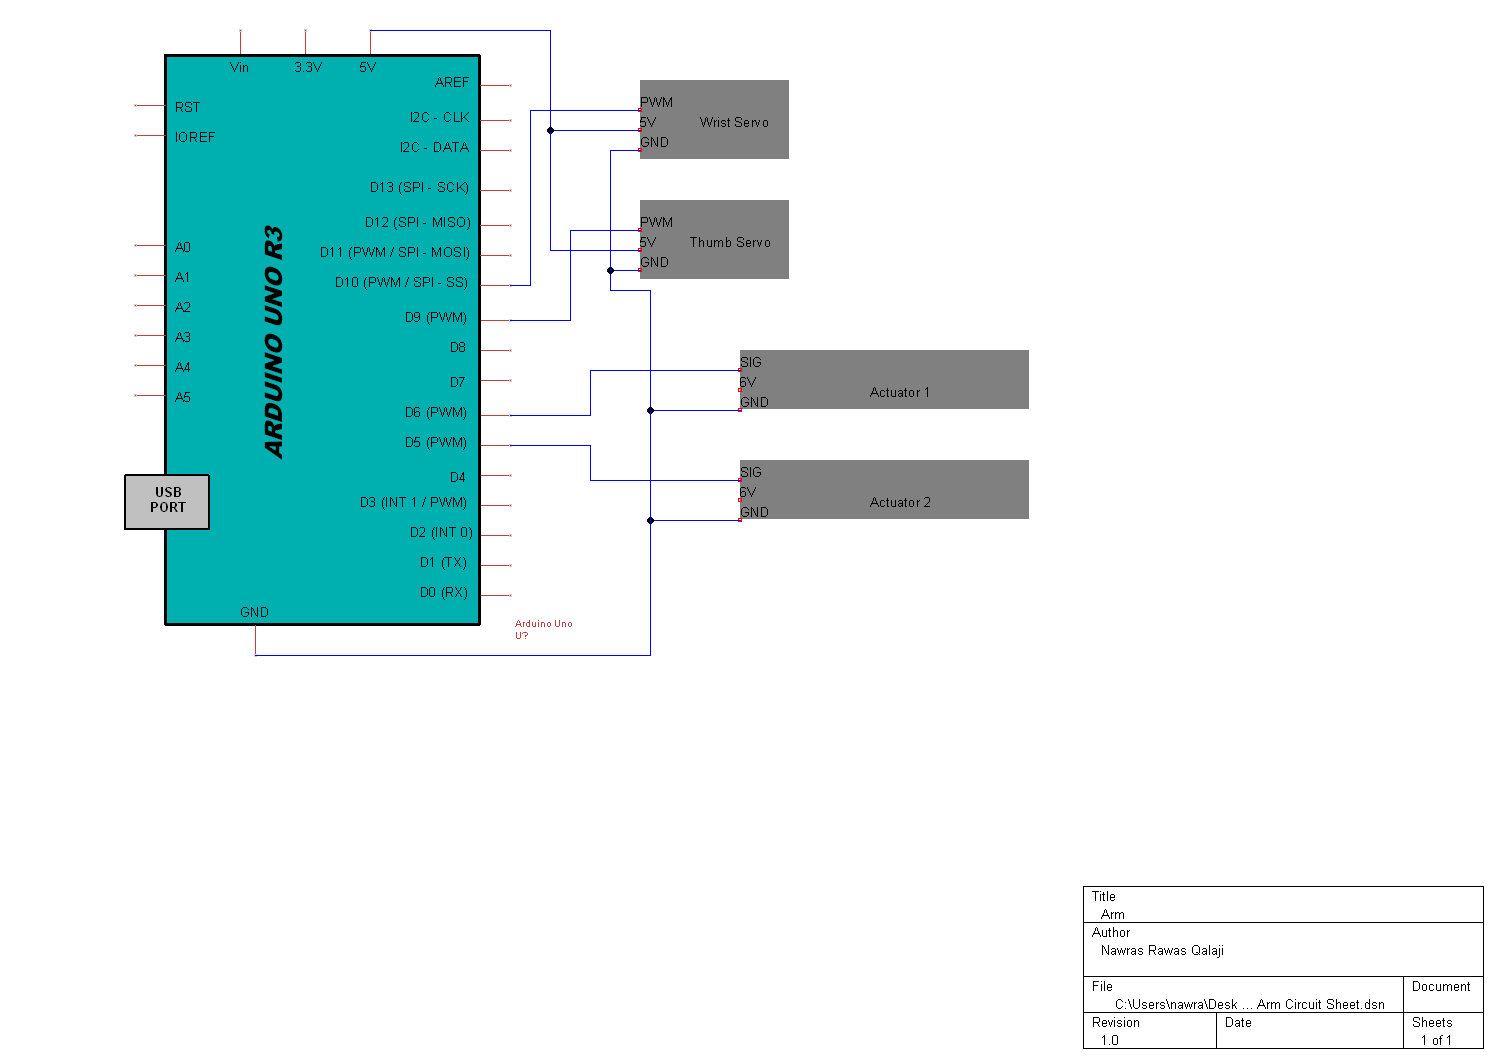 Vin
3.3V
5V
RST
IOREF
A0
A1
A2
A3
A4
A5
ARDUINO UNO R3
USB
PORT
AREF
I2C - CLK
I2C - DATA
D13 (SPI - SCK)
D12 (SPI - MISO)
D11 (PWM / SPI - MOSI)
D10 (PWM / SPI - SS)
D9 (PWM)
D8
D7
D6 (PWM)
D5 (PWM)
D4
D3 (INT 1 / PWM)
D2 (INT 0)
D1 (TX)
D0 (RX)
GND
Arduino Uno
U?
PWM
5V
GND
Wrist Servo
PWM
5V
GND
Thumb Servo
SIG
6V
GND
Actuator 1
SIG
6V
GND
Actuator 2
Title
Arm
Author
Nawras Rawas Qalaji
File
C:\Users\nawra\Desk ... Arm Circuit Sheet.dsn
Document
Revision
1.0
Date
Sheets
1 of 1